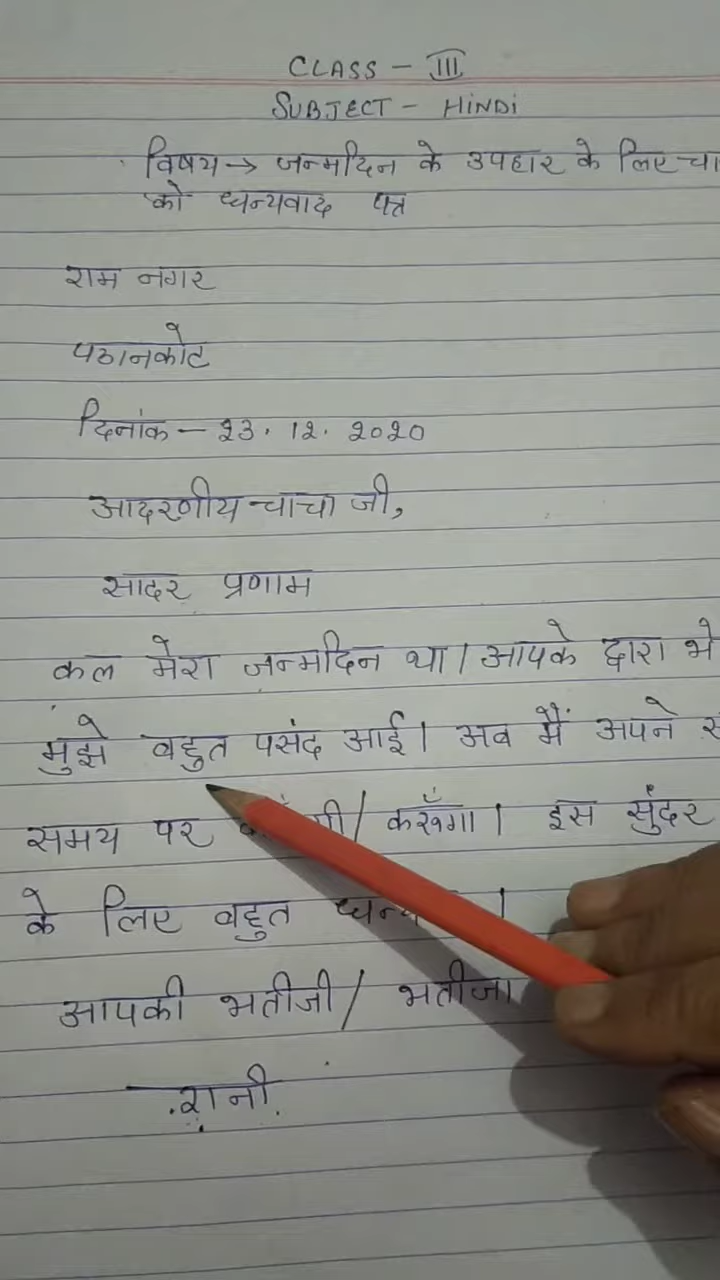 CLASS - III
SUBJECT - HINDI
विषय → जन्मदिन के उपहार के लिए चा
को धन्यवाद पत्र
राम नगर
पठानकोट
दिनांक - 23.12.2020
आदरणीय चाचा जी,
सादर प्रणाम
कल मेरा जन्मदिन था। आपके द्वारा भे
मुझे बहुत पसंद आई। अब मैं अपने स
समय पर / करूँगा। इस सुंदर
के लिए बहुत
आपकी भतीजी/ भतीजा
रानी